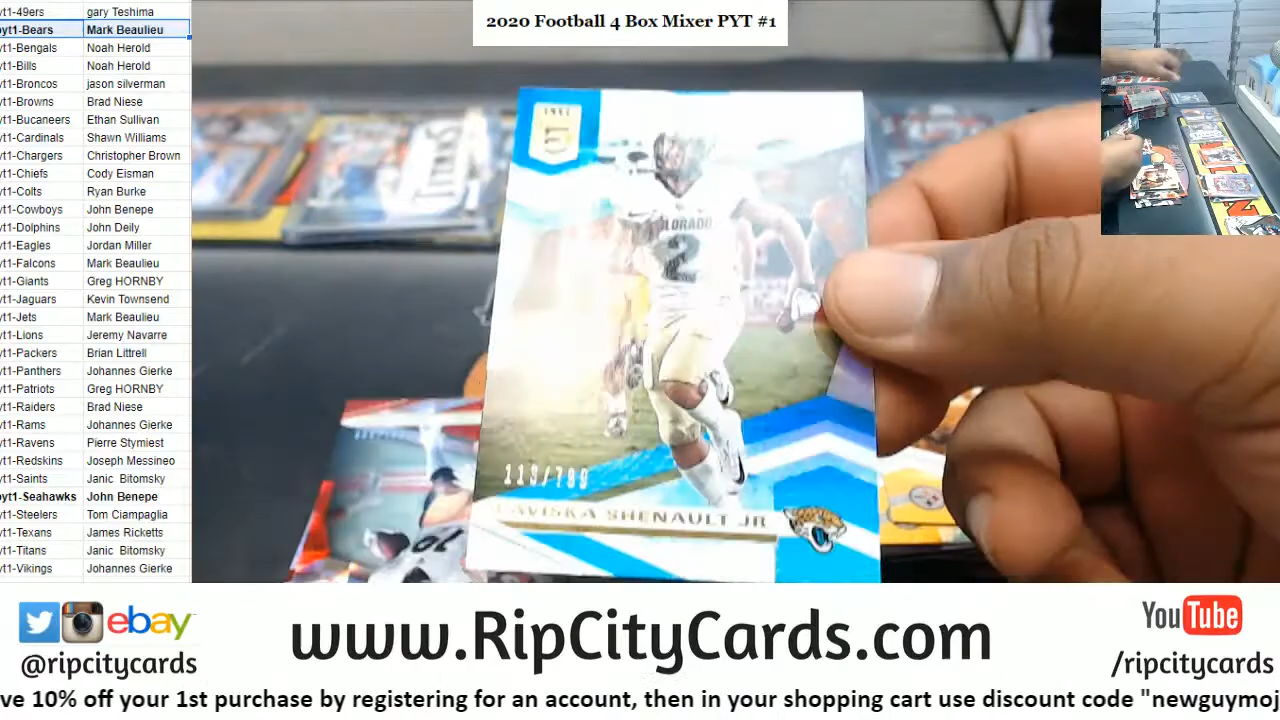 2020 Football 4 Box Mixer PYT #1
yt1-49ers gary Teshima
pyt1-Bears Mark Beaulieu
yt1-Bengals Noah Herold
yt1-Bills Noah Herold
yt1-Broncos jason silverman
yt1-Browns Brad Niese
yt1-Bucaneers Ethan Sullivan
yt1-Cardinals Shawn Williams
yt1-Chargers Christopher Brown
yt1-Chiefs Cody Eisman
yt1-Colts Ryan Burke
yt1-Cowboys John Benepe
yt1-Dolphins John Deily
yt1-Eagles Jordan Miller
yt1-Falcons Mark Beaulieu
yt1-Giants Greg HORNBY
yt1-Jaguars Kevin Townsend
yt1-Jets Mark Beaulieu
yt1-Lions Jeremy Navarre
yt1-Packers Brian Littrell
yt1-Panthers Johannes Gierke
yt1-Patriots Greg HORNBY
yt1-Raiders Brad Niese
yt1-Rams Johannes Gierke
yt1-Ravens Pierre Stymiest
yt1-Redskins Joseph Messineo
yt1-Saints Janic Bitomsky
pyt1-Seahawks John Benepe
yt1-Steelers Tom Ciampaglia
yt1-Texans James Ricketts
yt1-Titans Janic Bitomsky
yt1-Vikings Johannes Gierke
2
119/799
LAVISKA SHENAULT JR
ebay
@ripcitycards
www.RipCityCards.com
YouTube
/ripcitycards
ve 10% off your 1st purchase by registering for an account, then in your shopping cart use discount code "newguymoj